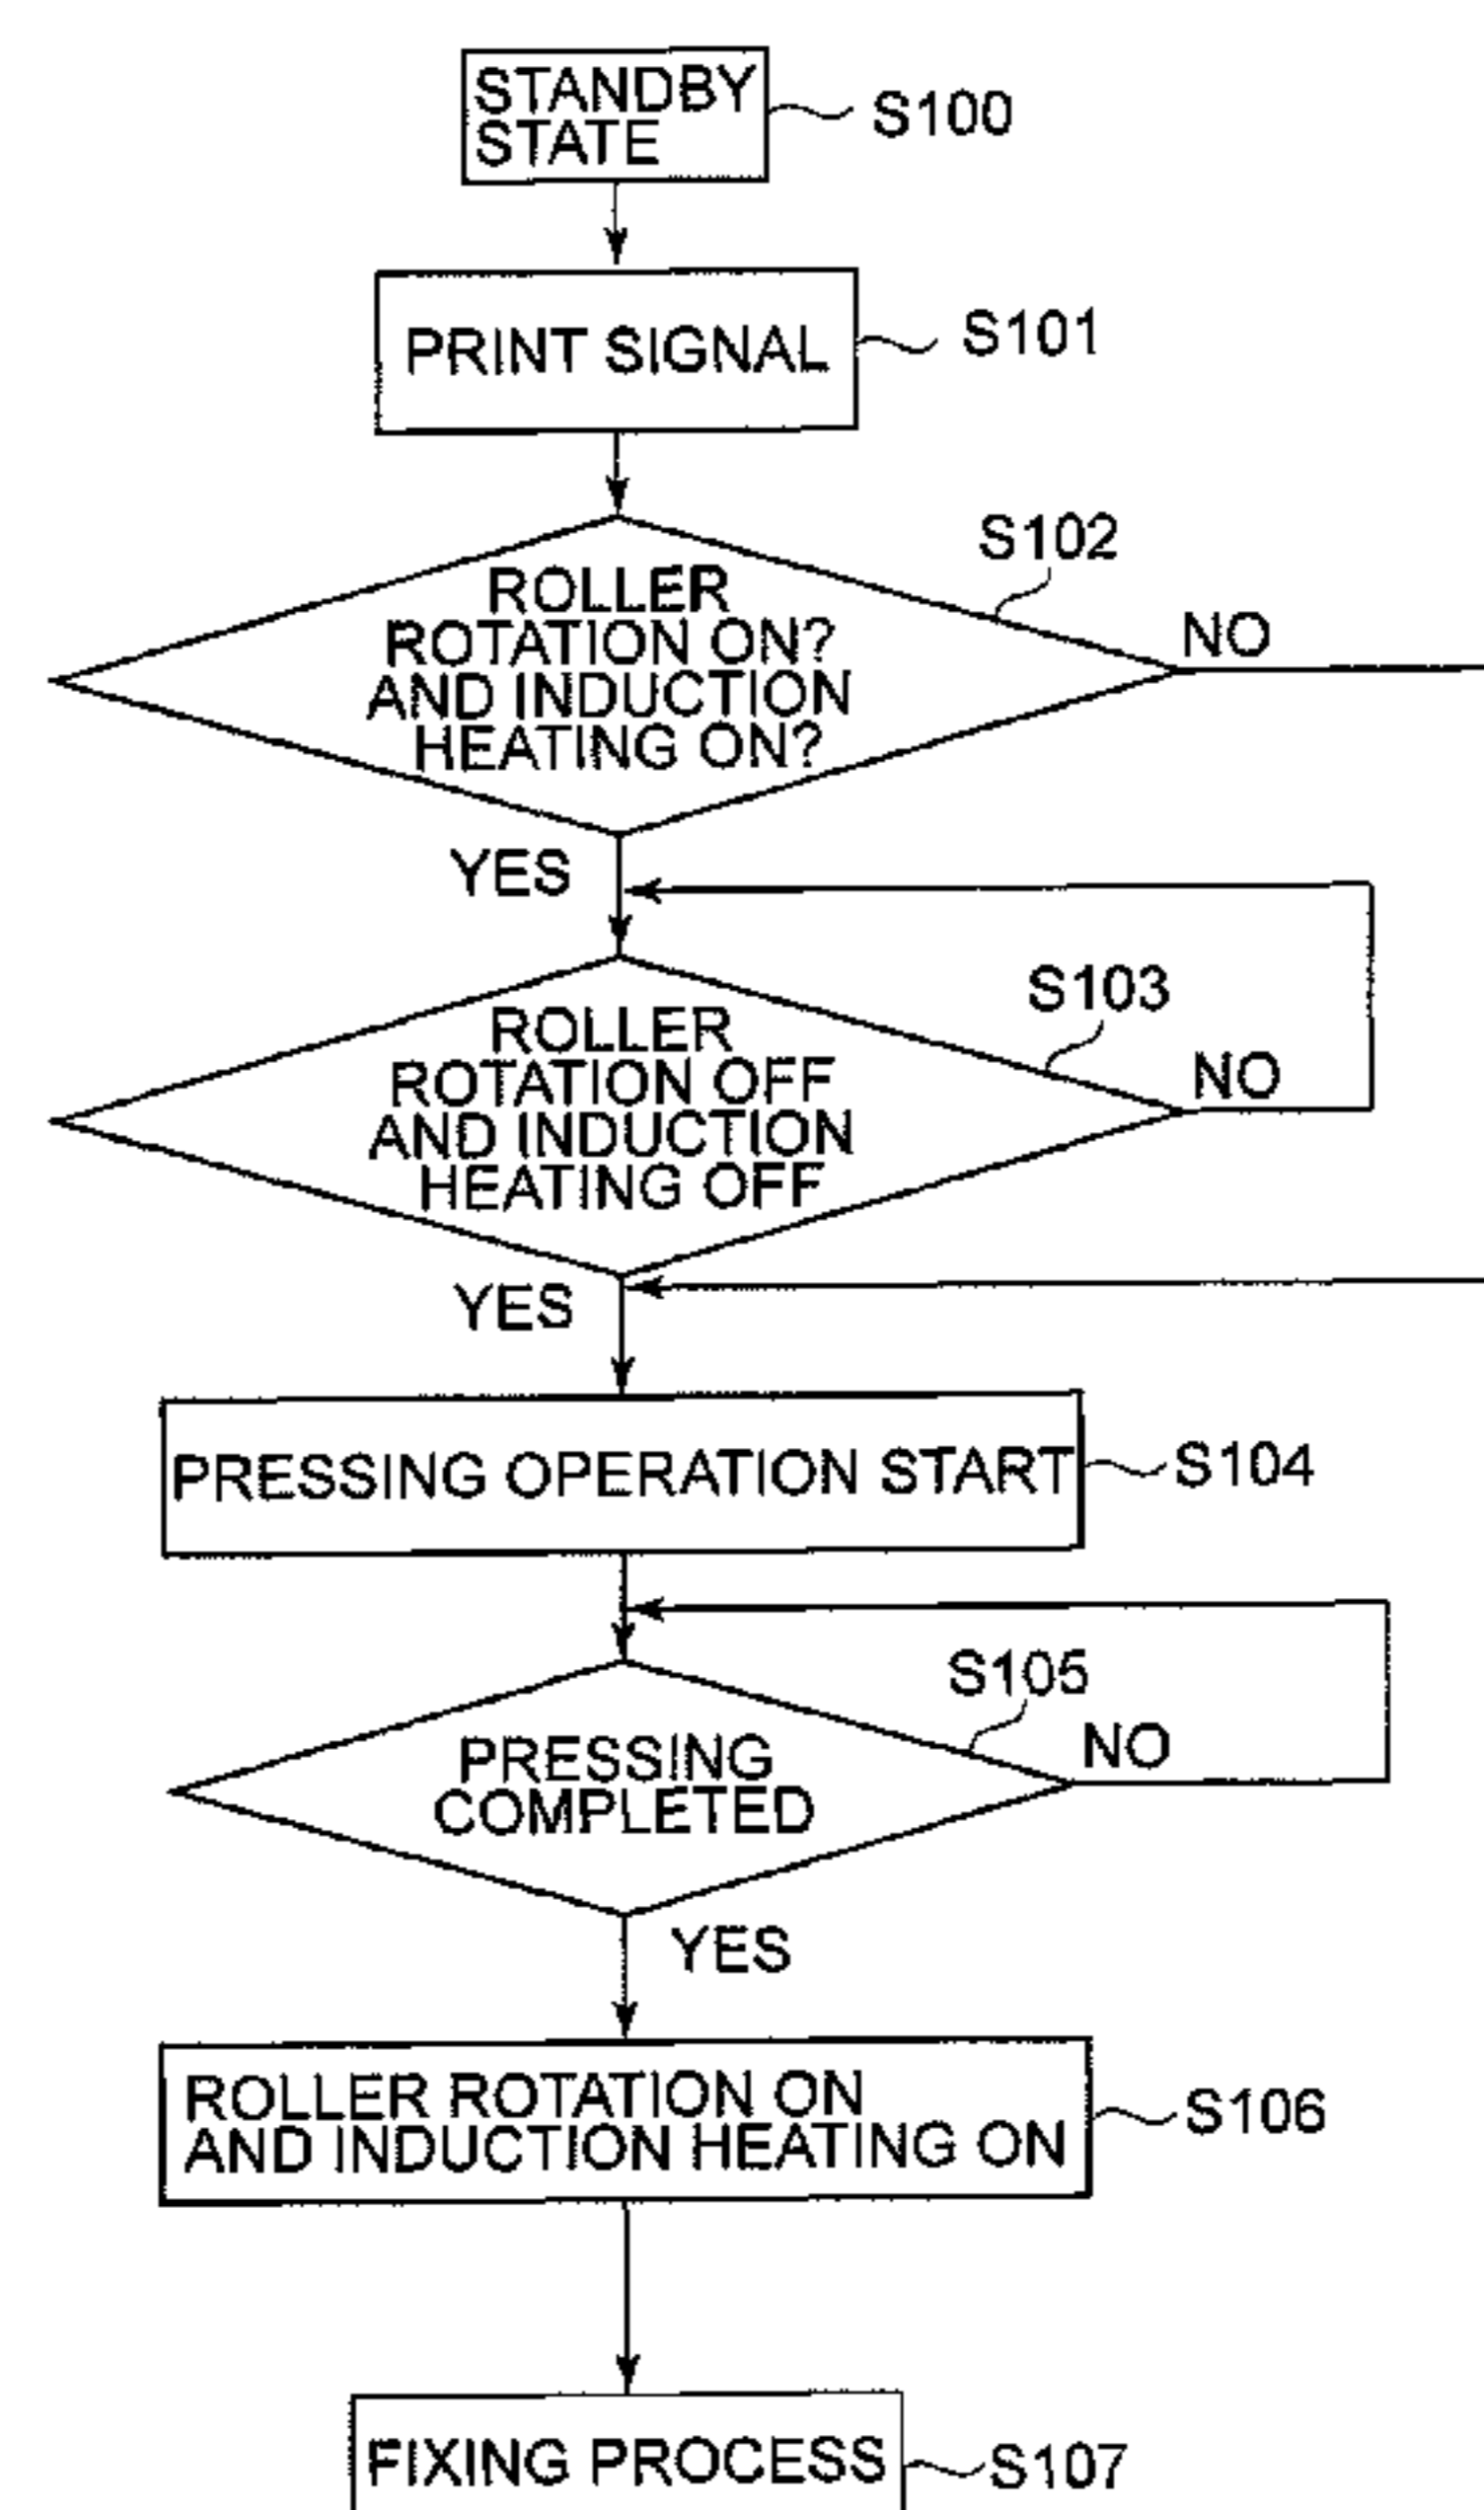 STANDBY
STATE
S100
PRINT SIGNAL
S101
S102
ROLLER
ROTATION ON?
AND INDUCTION
HEATING ON?
NO
YES
S103
ROLLER
ROTATION OFF
AND INDUCTION
HEATING OFF
NO
YES
PRESSING OPERATION START
S104
S105
PRESSING
COMPLETED
NO
YES
ROLLER ROTATION ON
AND INDUCTION HEATING ON
S106
FIXING PROCESS
S107